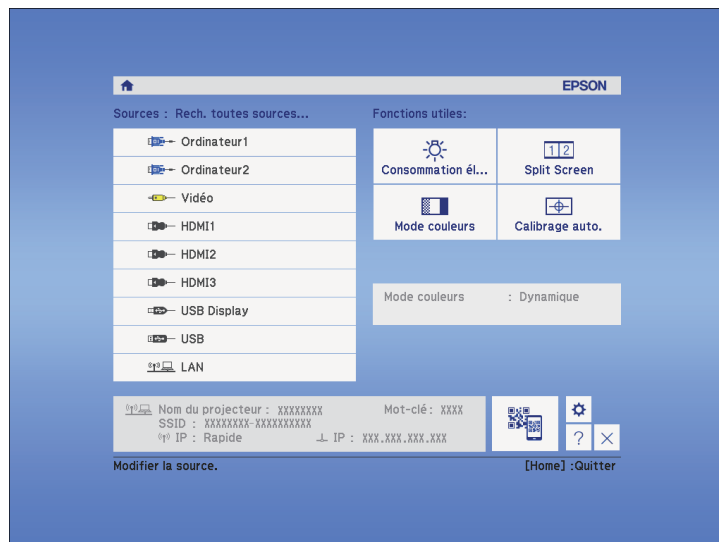 EPSON
Sources : Rech. toutes sources...
Ordinateur1
Ordinateur2
Vidéo
HDMI1
HDMI2
HDMI3
USB Display
USB
LAN
Fonctions utiles:
Consommation él...
Split Screen
1 2
Mode couleurs
Calibrage auto.
Mode couleurs : Dynamique
Nom du projecteur : XXXXXXXX Mot-clé: XXXX
SSID : XXXXXXXX-XXXXXXXXXX
IP : Rapide IP : XXX.XXX.XXX.XXX
?
Modifier la source. [Home] :Quitter